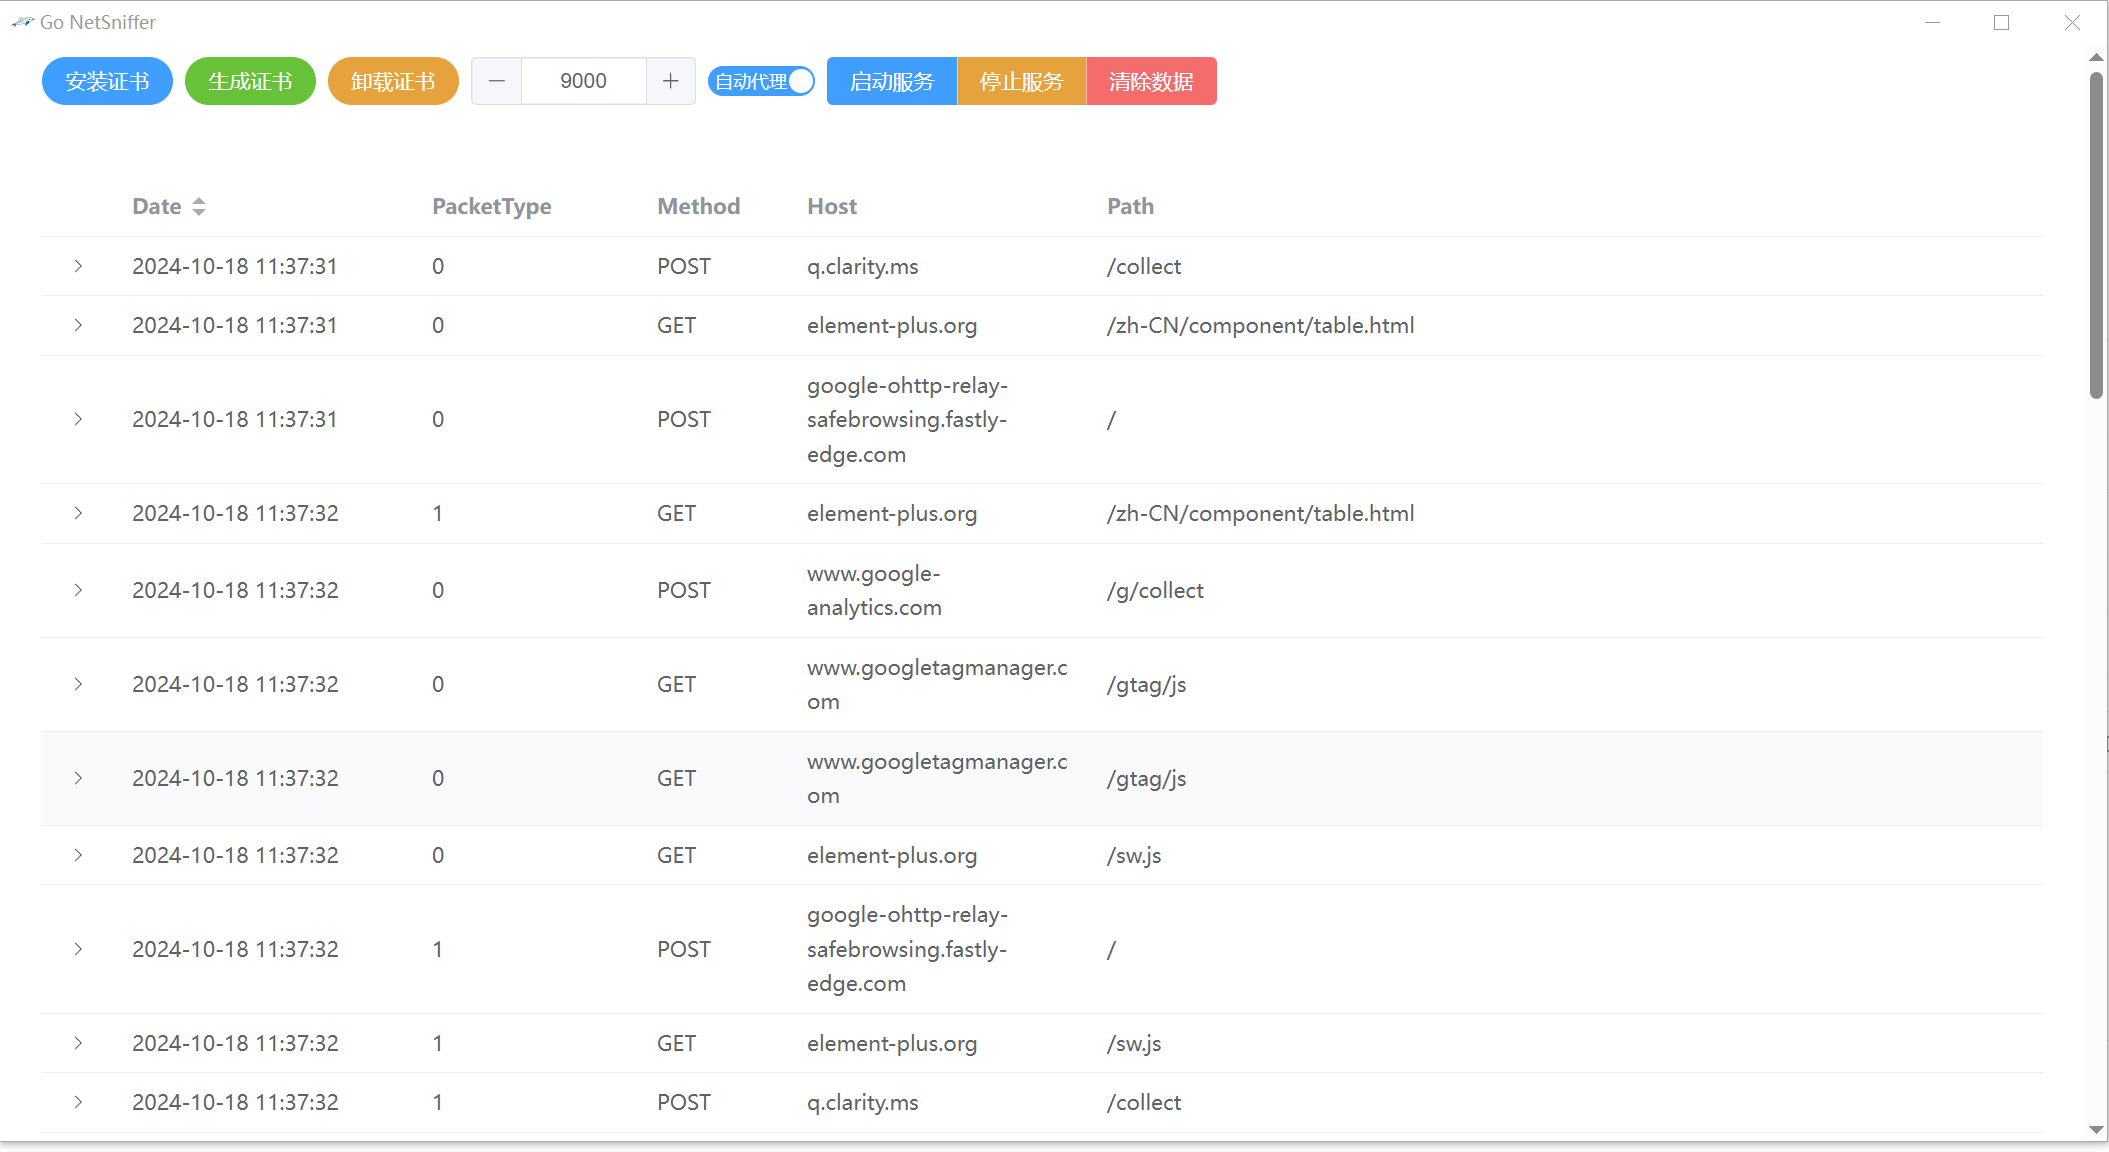 Go NetSniffer
安装证书 生成证书 卸载证书 9000 自动代理 启动服务 停止服务 清除数据
Date PacketType Method Host Path
2024-10-18 11:37:31 0 POST q.clarity.ms /collect
2024-10-18 11:37:31 0 GET element-plus.org /zh-CN/component/table.html
google-ohttp-relay-
2024-10-18 11:37:31 0 POST safebrowsing.fastly- /
edge.com
2024-10-18 11:37:32 1 GET element-plus.org /zh-CN/component/table.html
www.google-
2024-10-18 11:37:32 0 POST /g/collect
analytics.com
www.googletagmanager.c
2024-10-18 11:37:32 0 GET /gtag/js
om
www.googletagmanager.c
2024-10-18 11:37:32 0 GET /gtag/js
om
2024-10-18 11:37:32 0 GET element-plus.org /sw.js
google-ohttp-relay-
2024-10-18 11:37:32 1 POST safebrowsing.fastly- /
edge.com
2024-10-18 11:37:32 1 GET element-plus.org /sw.js
2024-10-18 11:37:32 1 POST q.clarity.ms /collect